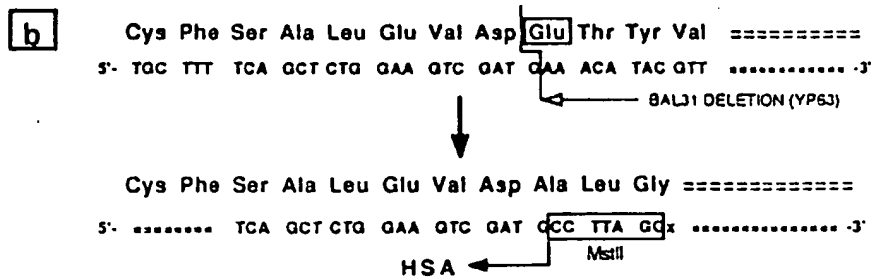 b
Cys Phe Ser Ala Leu Glu Val Asp Glu Thr Tyr Val ==========
5'- TGC TTT TCA GCT CTG GAA GTC GAT GAA ACA TAC GTT ............ -3'
BAL31 DELETION (YP63)
Cys Phe Ser Ala Leu Glu Val Asp Ala Leu Gly =============
5'- ........ TCA GCT CTG GAA GTC GAT GCC TTA GGx ................ -3'
MstII
HSA